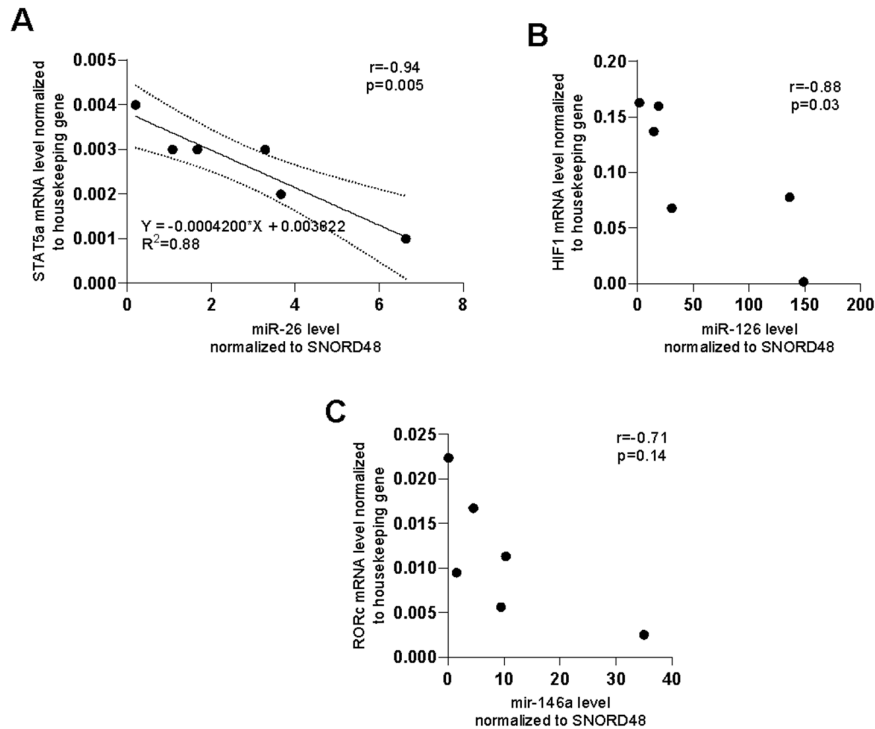 A
STAT5a mRNA level normalized
to housekeeping gene
0.005
0.004
0.003
0.002
0.001
0.000
r=-0.94
p=0.005
Y = -0.0004200*X + 0.003822
R2=0.88
0 2 4 6 8
miR-26 level
normalized to SNORD48
B
HIF1 mRNA level normalized
to housekeeping gene
0.20
0.15
0.10
0.05
0.00
r=-0.88
p=0.03
0 50 100 150 200
miR-126 level
normalized to SNORD48
C
RORc mRNA level normalized
to housekeeping gene
0.025
0.020
0.015
0.010
0.005
0.000
r=-0.71
p=0.14
0 10 20 30 40
mir-146a level
normalized to SNORD48